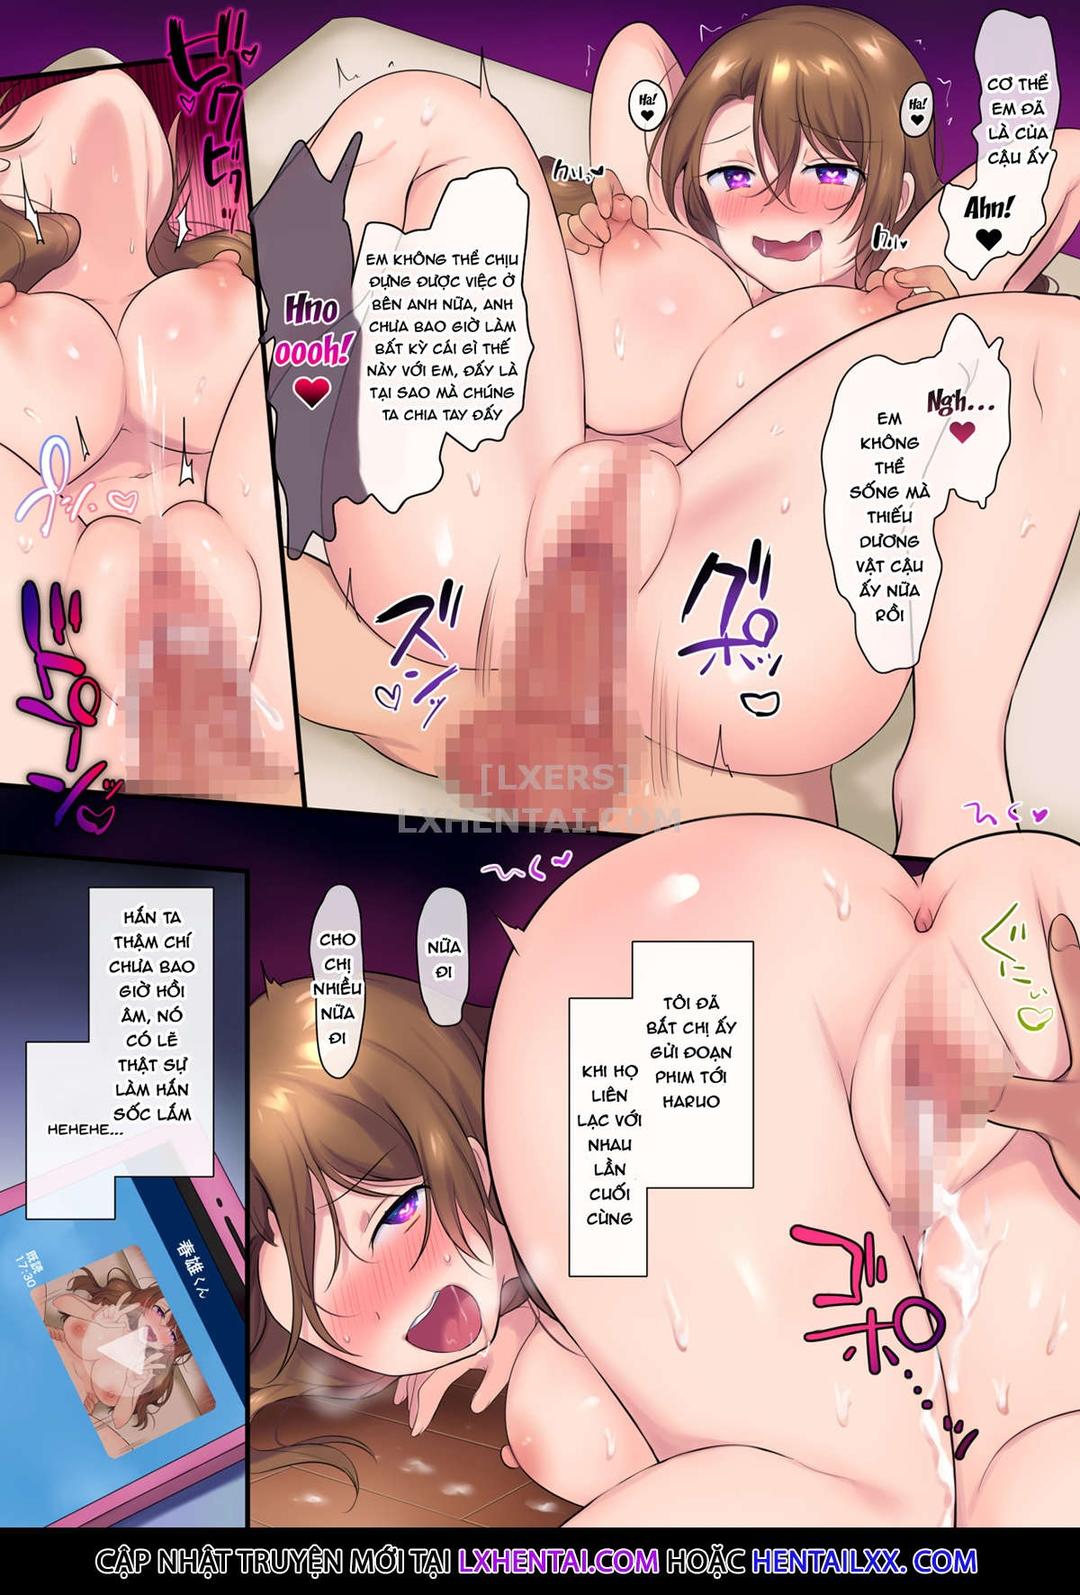 CƠ THỂ
EM ĐÃ
LÀ CỦA
CẬU ẤY
Ahn!
Ha!
Ha!
EM KHÔNG THỂ CHỊU
ĐỰNG ĐƯỢC VIỆC Ở
BÊN ANH NỮA, ANH
CHƯA BAO GIỜ LÀM
BẤT KỲ CÁI GÌ THẾ
NÀY VỚI EM, ĐẤY LÀ
TẠI SAO MÀ CHÚNG
TA CHIA TAY ĐẤY
Hno
oooh!
Ngh...
EM
KHÔNG
THỂ
SỐNG MÀ
THIẾU
DƯƠNG
VẬT CẬU
ẤY NỮA
RỒI
[LXERS]
LXHENTAI.COM
TÔI ĐÃ
BẮT CHỊ ẤY
GỬI ĐOẠN
PHIM TỚI
HARUO
KHI HỌ
LIÊN
LẠC VỚI
NHAU
LẦN
CUỐI
CÙNG
NỮA
ĐI
CHO
CHỊ
NHIỀU
NỮA
ĐI
HẮN TA
THẬM CHÍ
CHƯA BAO
GIỜ HỒI
ÂM, NÓ
CÓ LẼ
THẬT SỰ
LÀM HẮN
SỐC LẮM
HEHEHE...
春雄くん
既読
17:30
CẬP NHẬT TRUYỆN MỚI TẠI LXHENTAI.COM HOẶC HENTAILXX. COM